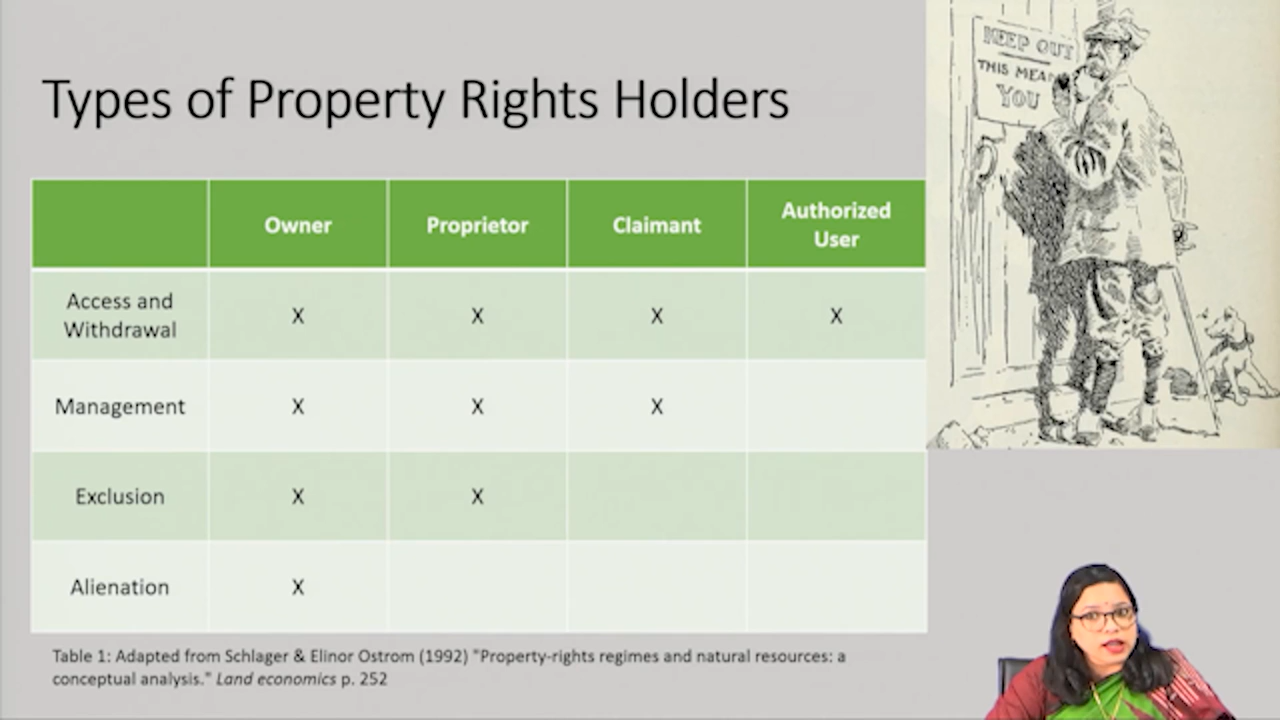 Types of Property Rights Holders
KEEP OUT
THIS MEAN
YOU
Owner
Proprietor
Claimant
Authorized
User
Access and
Withdrawal
X
X
X
X
Management
X
X
X
Exclusion
X
X
Alienation
X
Table 1: Adapted from Schlager & Elinor Ostrom (1992) "Property-rights regimes and natural resources: a
conceptual analysis." Land economics p. 252